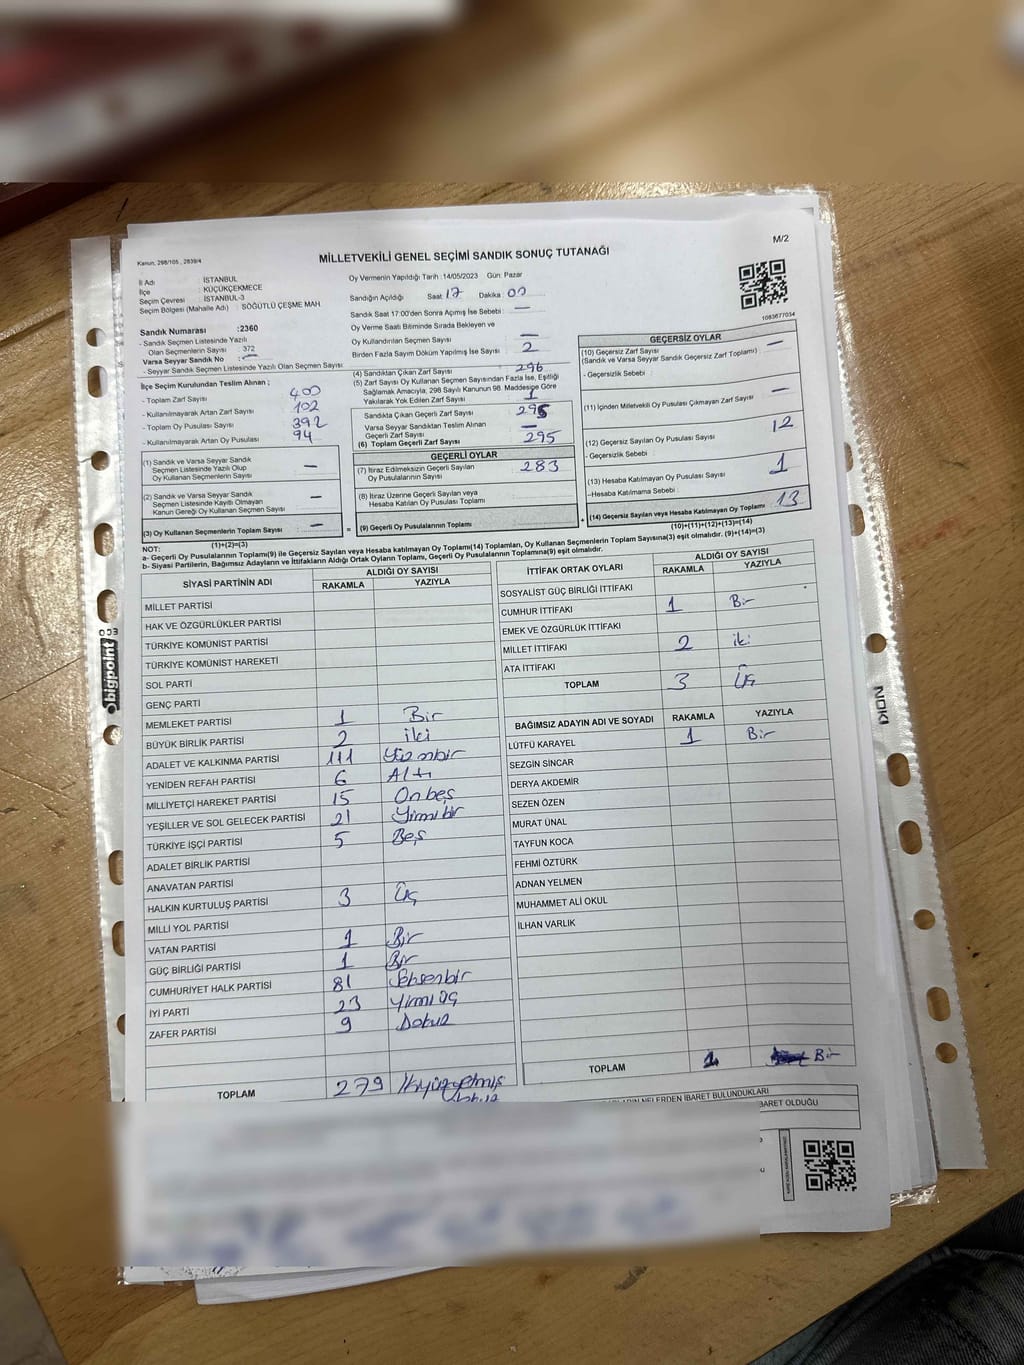 M/2
Kanun, 298/105 , 2839/4
MİLLETVEKİLİ GENEL SEÇİMİ SANDIK SONUÇ TUTANAĞI
İl Adı : İSTANBUL
İlçe : KÜÇÜKÇEKMECE
Seçim Çevresi : İSTANBUL-3
Seçim Bölgesi (Mahalle Adı) : SÖĞÜTLÜ ÇEŞME MAH
Sandık Numarası :2360
- Sandık Seçmen Listesinde Yazılı
Olan Seçmenlerin Sayısı : 372
Varsa Seyyar Sandık No :
- Seyyar Sandık Seçmen Listesinde Yazılı Olan Seçmen Sayısı :
Oy Vermenin Yapıldığı Tarih :14/05/2023 Gün: Pazar
Sandığın Açıldığı Saat : 17 Dakika : 00
Sandık Saat 17:00'den Sonra Açımış İse Sebebi : —
Oy Verme Saati Bitiminde Sırada Bekleyen ve
Oy Kullandırılan Seçmen Sayısı : —
Birden Fazla Sayım Döküm Yapılmış İse Sayısı : 2
1083677034
İlçe Seçim Kurulundan Teslim Alınan ;
- Toplam Zarf Sayısı : 400
- Kullanılmayarak Artan Zarf Sayısı : 102
- Toplam Oy Pusulası Sayısı : 392
- Kullanılmayarak Artan Oy Pusulası : 94
(4) Sandıktan Çıkan Zarf Sayısı : 296
(5) Zarf Sayısı Oy Kullanan Seçmen Sayısından Fazla İse, Eşitliği
Sağlamak Amacıyla, 298 Sayılı Kanunun 98. Maddesine Göre
Yakılarak Yok Edilen Zarf Sayısı : 1
Sandıkta Çıkan Geçerli Zarf Sayısı : 295
Varsa Seyyar Sandıktan Teslim Alınan
Geçerli Zarf Sayısı : —
(6) Toplam Geçerli Zarf Sayısı : 295
GEÇERSİZ OYLAR
(10) Geçersiz Zarf Sayısı : —
(Sandık ve Varsa Seyyar Sandık Geçersiz Zarf Toplamı)
- Geçersizlik Sebebi :
(11) İçinden Milletvekili Oy Pusulası Çıkmayan Zarf Sayısı : —
(12) Geçersiz Sayılan Oy Pusulası Sayısı : 12
- Geçersizlik Sebebi :
(13) Hesaba Katılmayan Oy Pusulası Sayısı : 1
-Hesaba Katılmama Sebebi :
(14) Geçersiz Sayılan veya Hesaba Katılmayan Oy Toplamı : 13
(10)+(11)+(12)+(13)=(14)
(1) Sandık ve Varsa Seyyar Sandık
Seçmen Listesinde Yazılı Olup
Oy Kullanan Seçmenlerin Sayısı : —
(2) Sandık ve Varsa Seyyar Sandık
Seçmen Listesinde Kayıtlı Olmayan
Kanun Gereği Oy Kullanan Seçmen Sayısı : —
(3) Oy Kullanan Seçmenlerin Toplam Sayısı : —
(1)+(2)=(3)
GEÇERLİ OYLAR
(7) İtiraz Edilmeksizin Geçerli Sayılan
Oy Pusulalarının Sayısı : 283
(8) İtiraz Üzerine Geçerli Sayılan veya
Hesaba Katılan Oy Pusulası Toplamı :
(9) Geçerli Oy Pusulalarının Toplamı :
NOT:
a- Geçerli Oy Pusulalarının Toplamı(9) ile Geçersiz Sayılan veya Hesaba katılmayan Oy Toplam(14) Toplamları, Oy Kullanan Seçmenlerin Toplam Sayısına(3) eşit olmalıdır. (9)+(14)=(3)
b- Siyasi Partilerin, Bağımsız Adayların ve İttifakların Aldığı Ortak Oyların Toplamı, Geçerli Oy Pusulalarının Toplamına(9) eşit olmalıdır.
SİYASİ PARTİNİN ADI ALDIĞI OY SAYISI
RAKAMLA YAZIYLA
MİLLET PARTİSİ
HAK VE ÖZGÜRLÜKLER PARTİSİ
TÜRKİYE KOMÜNİST PARTİSİ
TÜRKİYE KOMÜNİST HAREKETİ
SOL PARTİ
GENÇ PARTİ
MEMLEKET PARTİSİ 1 Bir
BÜYÜK BİRLİK PARTİSİ 2 iki
ADALET VE KALKINMA PARTİSİ 111 Yüzonbir
YENİDEN REFAH PARTİSİ 6 Altı
MİLLİYETÇİ HAREKET PARTİSİ 15 Onbeş
YEŞİLLER VE SOL GELECEK PARTİSİ 21 Yirmibir
TÜRKİYE İŞÇİ PARTİSİ 5 Beş
ADALET BİRLİK PARTİSİ
ANAVATAN PARTİSİ
HALKIN KURTULUŞ PARTİSİ 3 Üç
MİLLİ YOL PARTİSİ
VATAN PARTİSİ 1 Bir
GÜÇ BİRLİĞİ PARTİSİ 1 Bir
CUMHURİYET HALK PARTİSİ 81 Seksenbir
İYİ PARTİ 23 Yirmi üç
ZAFER PARTİSİ 9 Dokuz
TOPLAM 279 İkiyüzyetmiş
dokuz
İTTİFAK ORTAK OYLARI ALDIĞI OY SAYISI
RAKAMLA YAZIYLA
SOSYALİST GÜÇ BİRLİĞİ İTTİFAKI
CUMHUR İTTİFAKI 1 Bir
EMEK VE ÖZGÜRLÜK İTTİFAKI
MİLLET İTTİFAKI 2 iki
ATA İTTİFAKI
TOPLAM 3 Üç
BAĞIMSIZ ADAYIN ADI VE SOYADI RAKAMLA YAZIYLA
LÜTFÜ KARAYEL 1 Bir
SEZGİN SİNCAR
DERYA AKDEMİR
SEZEN ÖZEN
MURAT ÜNAL
TAYFUN KOCA
FEHMİ ÖZTÜRK
ADNAN YELMEN
MUHAMMET ALİ OKUL
İLHAN VARLIK
TOPLAM 1 Bir
NELERDEN İBARET BULUNDUKLARI
İBARET OLDUĞU
bigpoint
NOKI